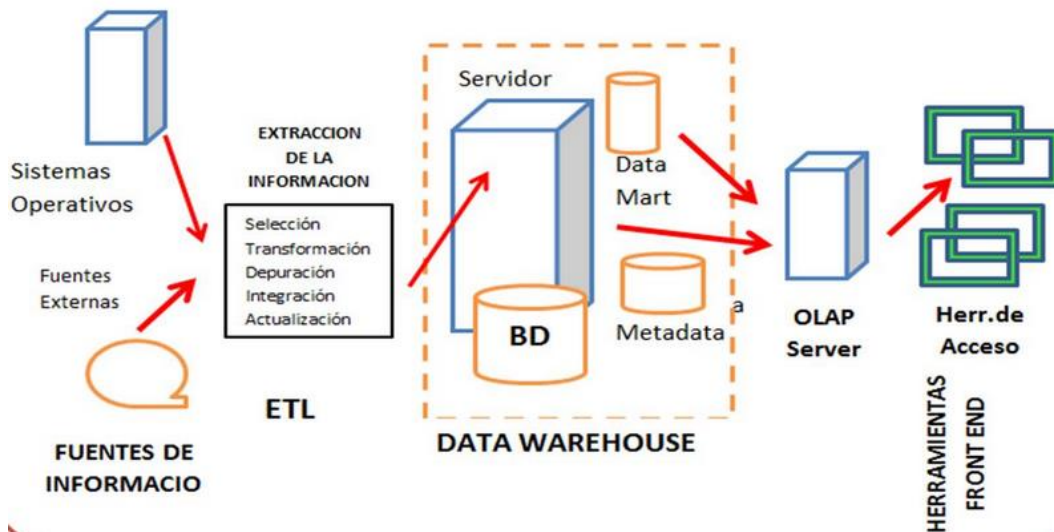 Sistemas
Operativos
Fuentes
Externas
FUENTES DE
INFORMACIO
EXTRACCION
DE LA
INFORMACION
Selección
Transformación
Depuración
Integración
Actualización
ETL
Servidor
BD
Data
Mart
Metadata
a
DATA WAREHOUSE
OLAP
Server
Herr.de
Acceso
HERRAMIENTAS
FRONT END